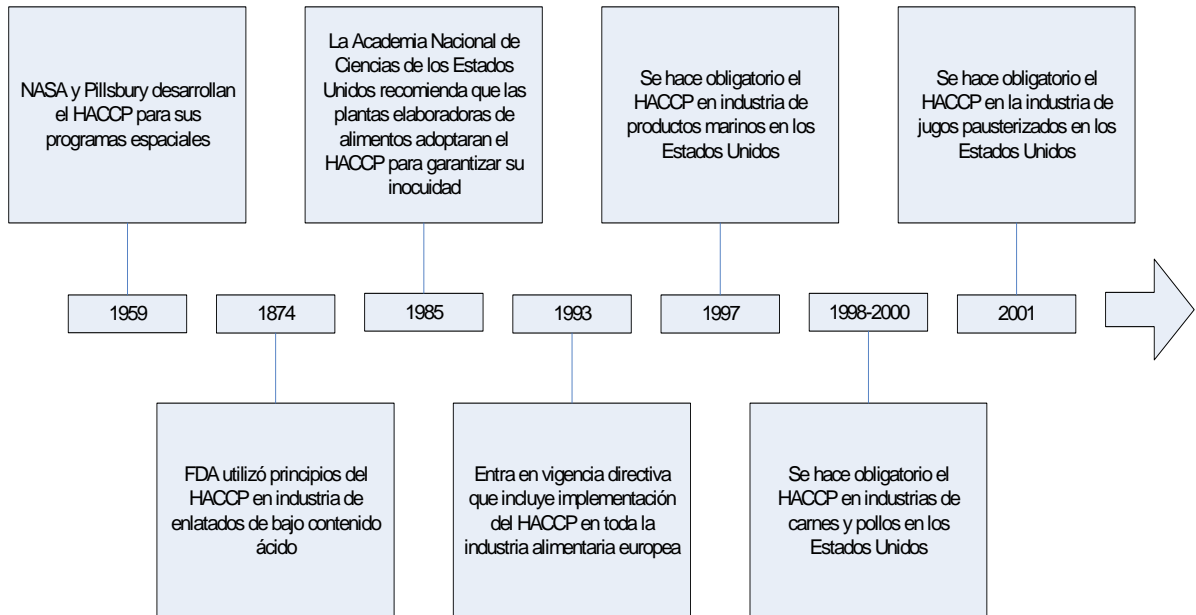 NASA y Pillsbury desarrollan
el HACCP para sus
programas espaciales
La Academia Nacional de
Ciencias de los Estados
Unidos recomienda que las
plantas elaboradoras de
alimentos adoptaran el
HACCP para garantizar su
inocuidad
Se hace obligatorio el
HACCP en industria de
productos marinos en los
Estados Unidos
Se hace obligatorio el
HACCP en la industria de
jugos pausterizados en los
Estados Unidos
1959
1874
1985
1993
1997
1998-2000
2001
FDA utilizó principios del
HACCP en industria de
enlatados de bajo contenido
ácido
Entra en vigencia directiva
que incluye implementación
del HACCP en toda la
industria alimentaria europea
Se hace obligatorio el
HACCP en industrias de
carnes y pollos en los
Estados Unidos